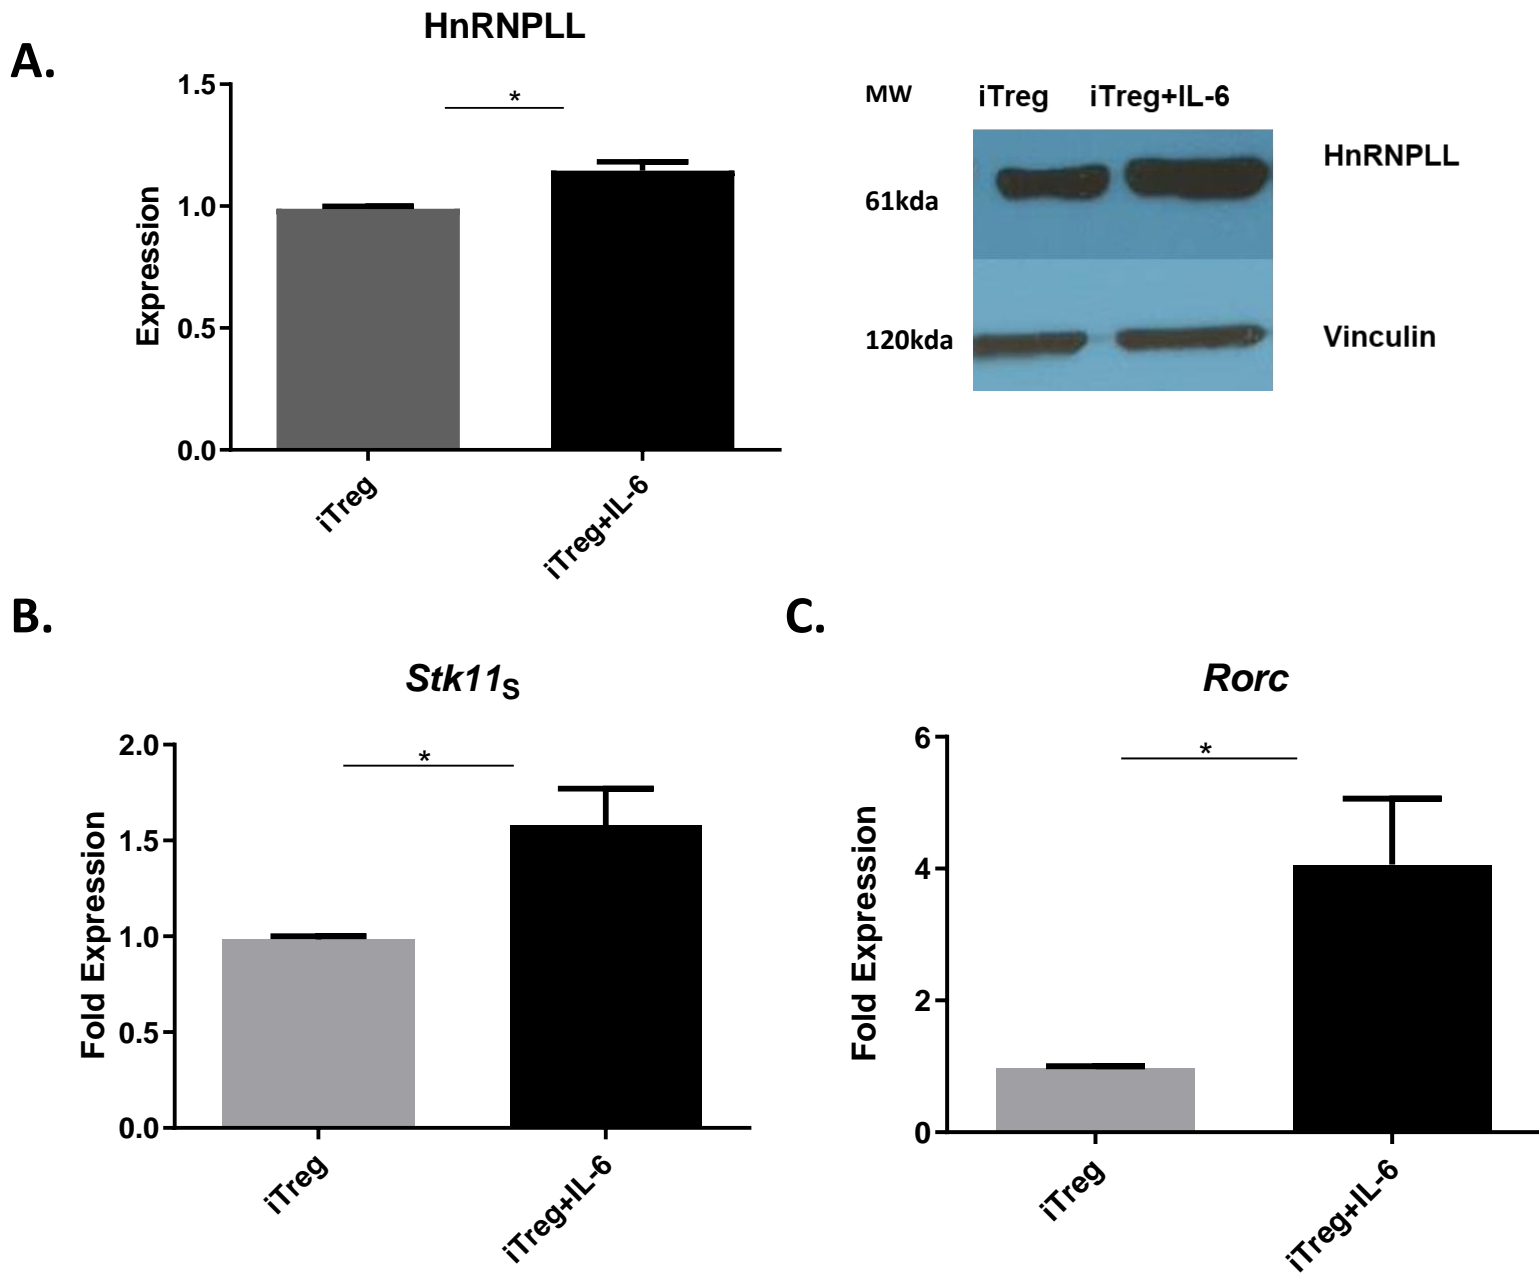 A.
HnRNPLL
1.5
1.0
0.5
0.0
Expression
*
iTreg
iTreg+IL-6
MW
iTreg
iTreg+IL-6
HnRNPLL
61kda
120kda
Vinculin
B.
Stk11S
2.0
1.5
1.0
0.5
0.0
Fold Expression
*
iTreg
iTreg+IL-6
C.
Rorc
6
4
2
0
Fold Expression
*
iTreg
iTreg+IL-6